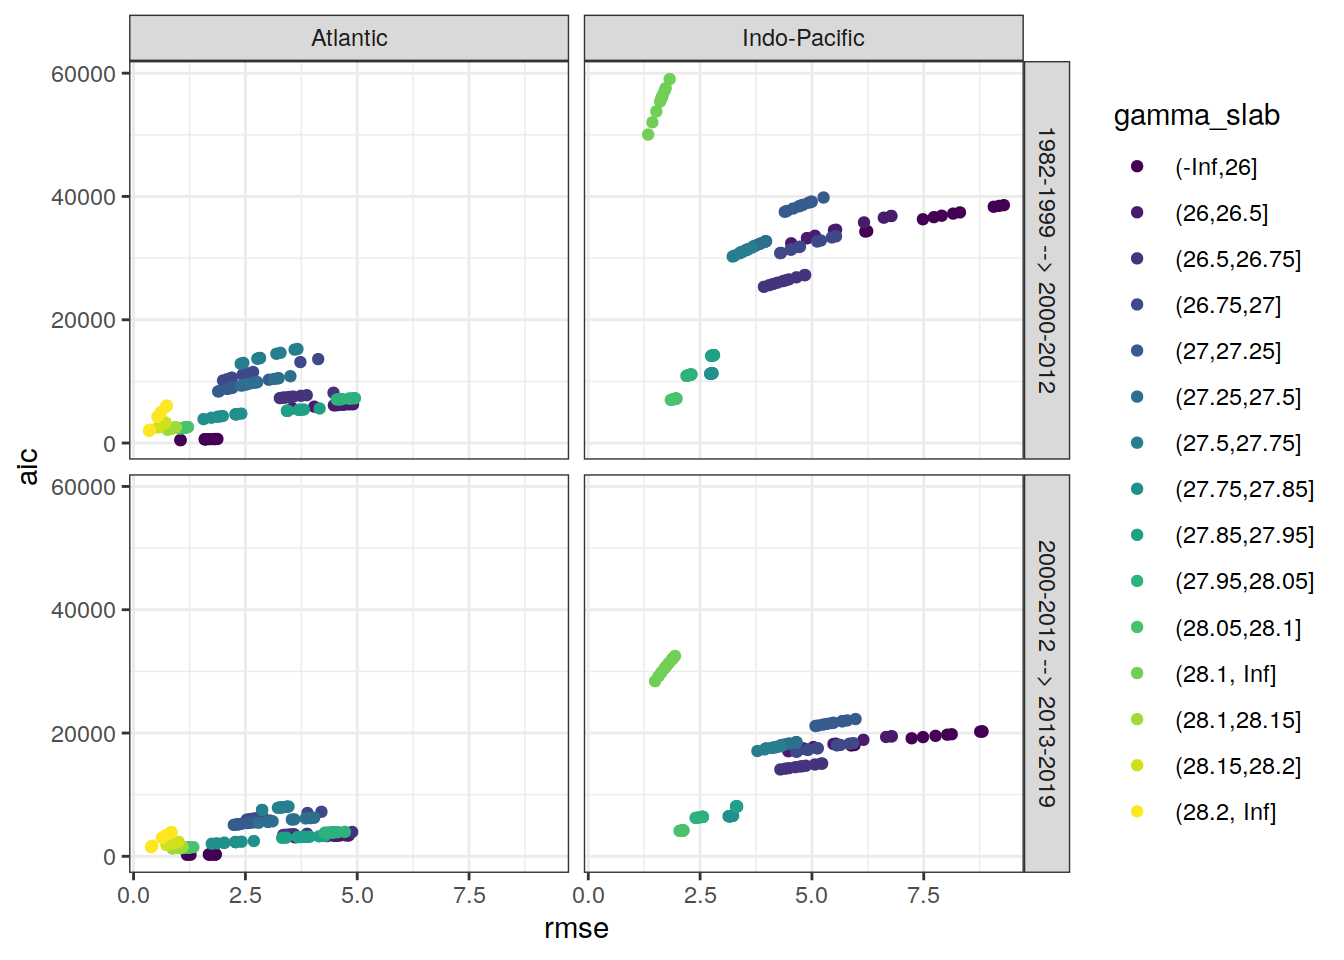 Atlantic
Indo-Pacific
60000
40000
20000
0
1982-1999 --> 2000-2012
60000
40000
20000
0
2000-2012 --> 2013-2019
0.0
2.5
5.0
7.5
0.0
2.5
5.0
7.5
rmse
aic
gamma_slab
(-Inf,26]
(26,26.5]
(26.5,26.75]
(26.75,27]
(27,27.25]
(27.25,27.5]
(27.5,27.75]
(27.75,27.85]
(27.85,27.95]
(27.95,28.05]
(28.05,28.1]
(28.1, Inf]
(28.1,28.15]
(28.15,28.2]
(28.2, Inf]